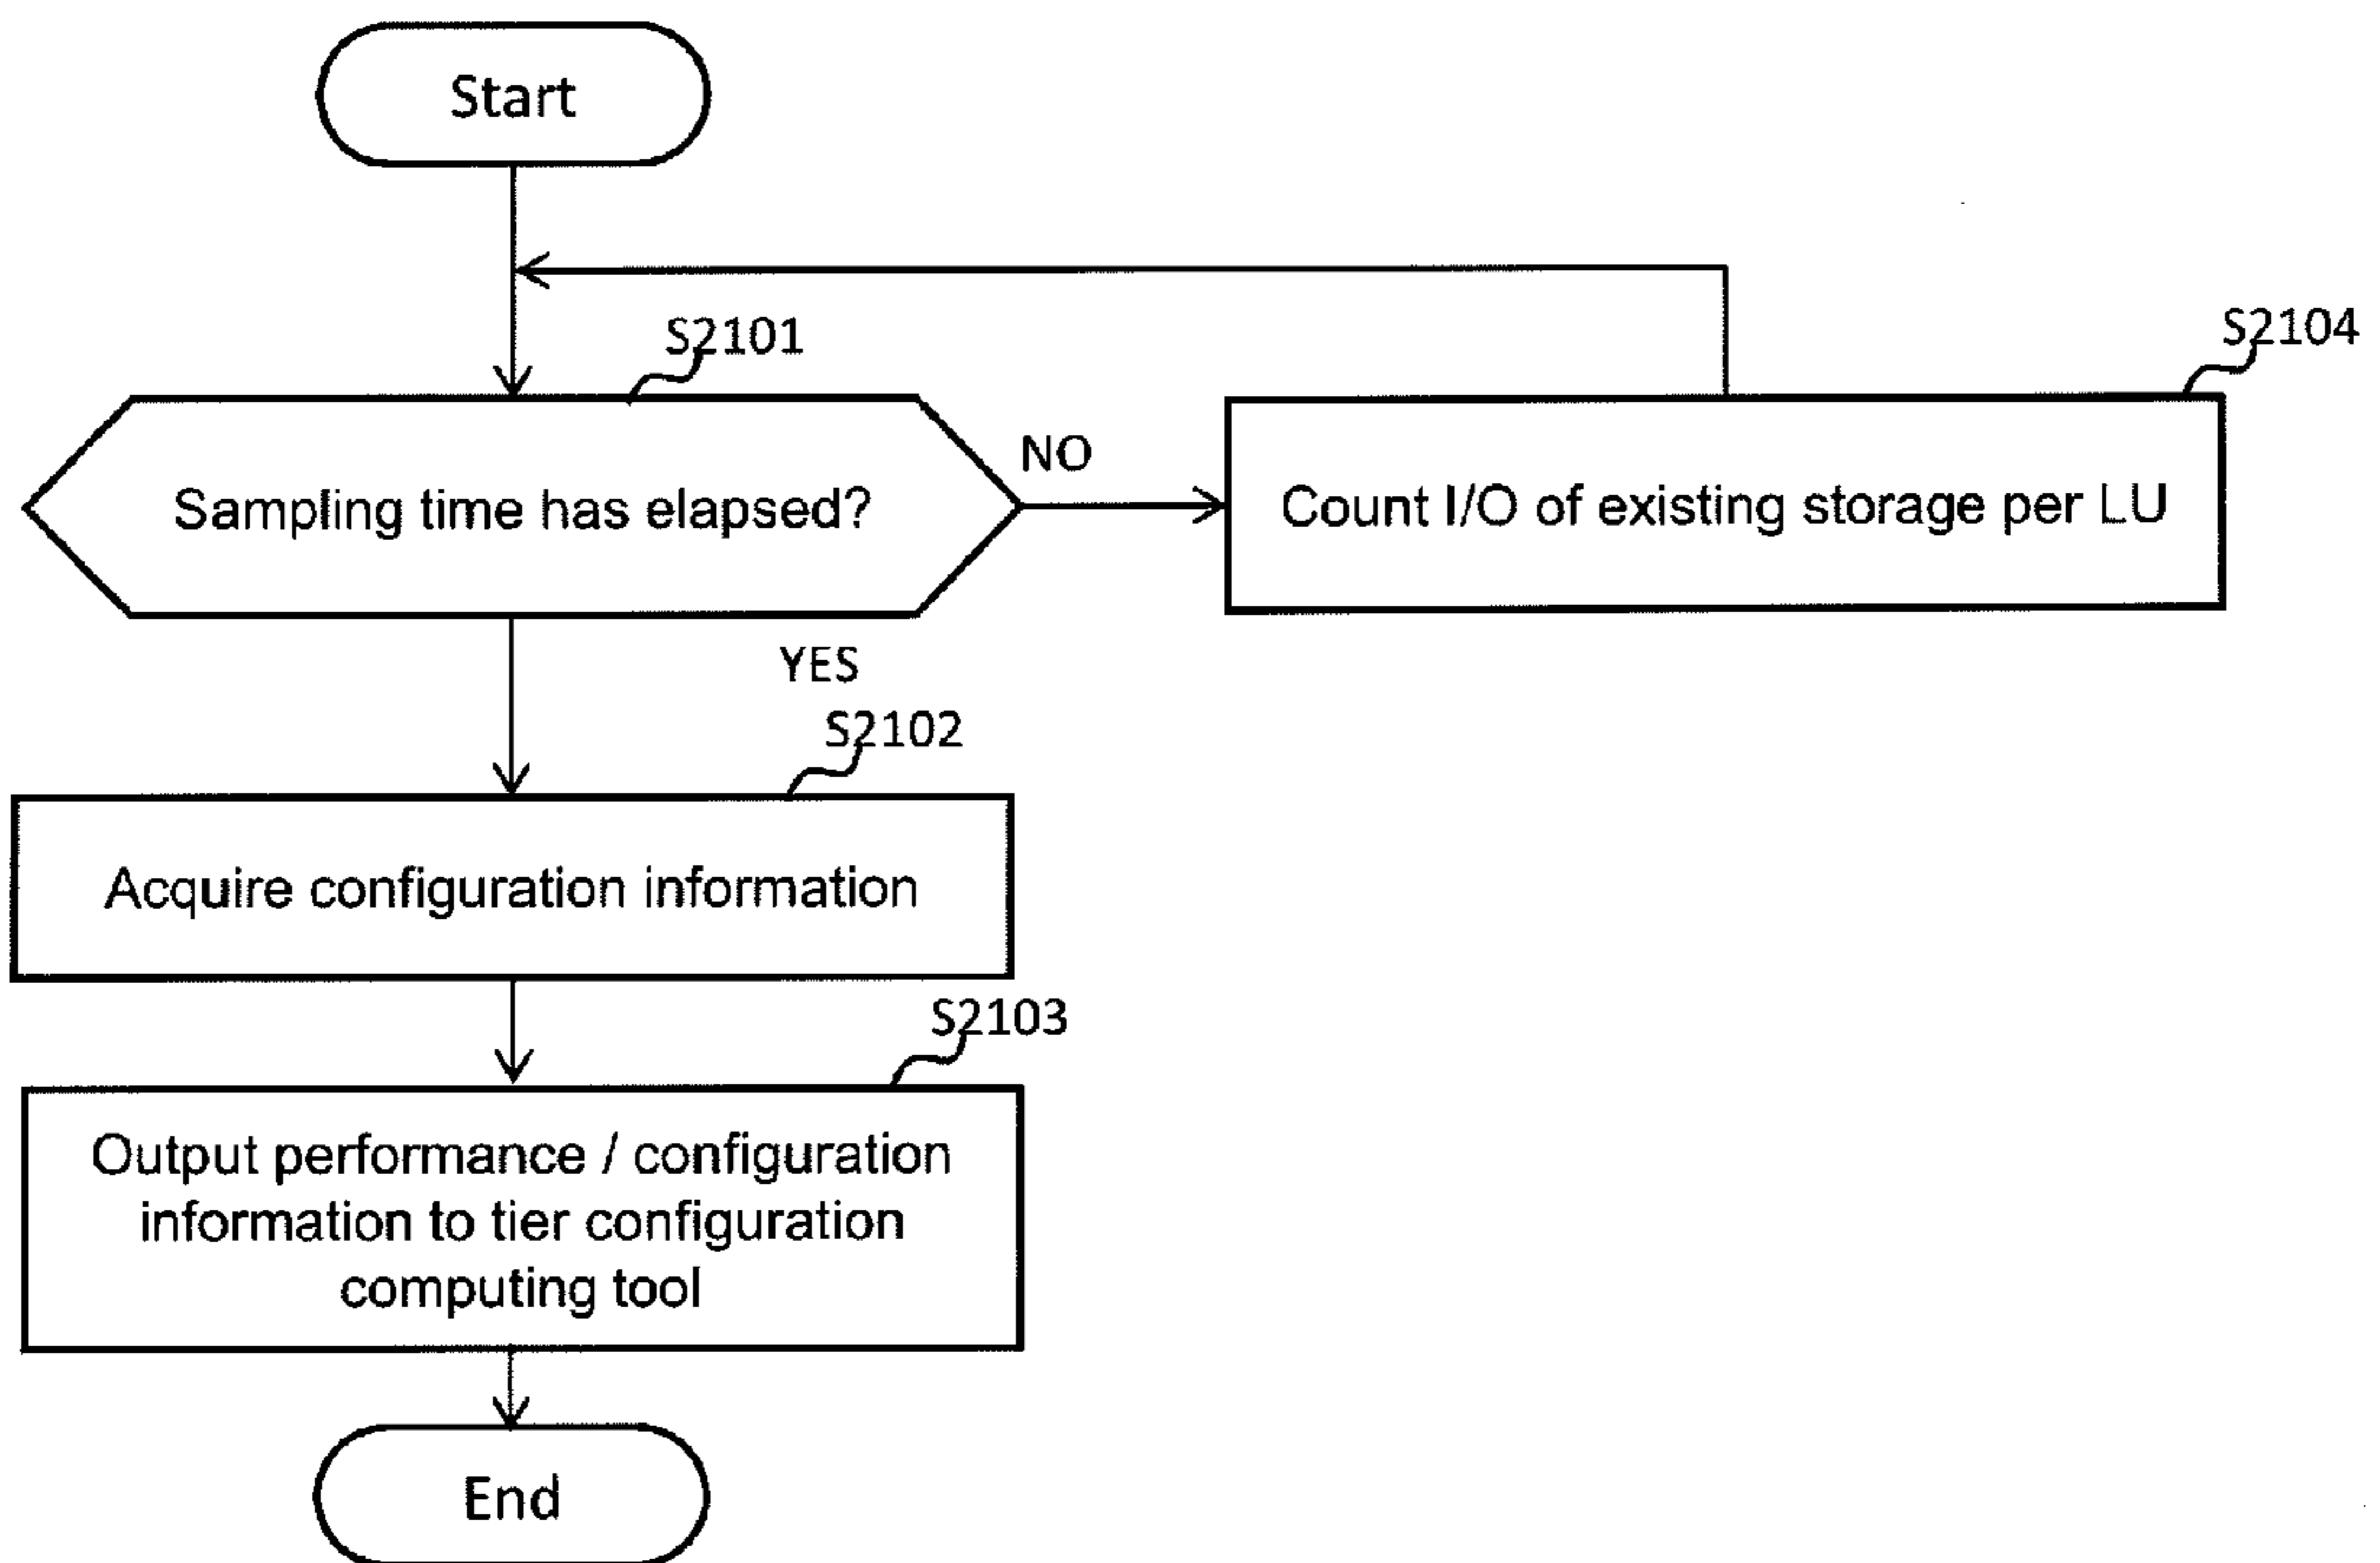 Start
S2101
S2104
Sampling time has elapsed?
NO
Count I/O of existing storage per LU
YES
S2102
Acquire configuration information
S2103
Output performance / configuration
information to tier configuration
computing tool
End